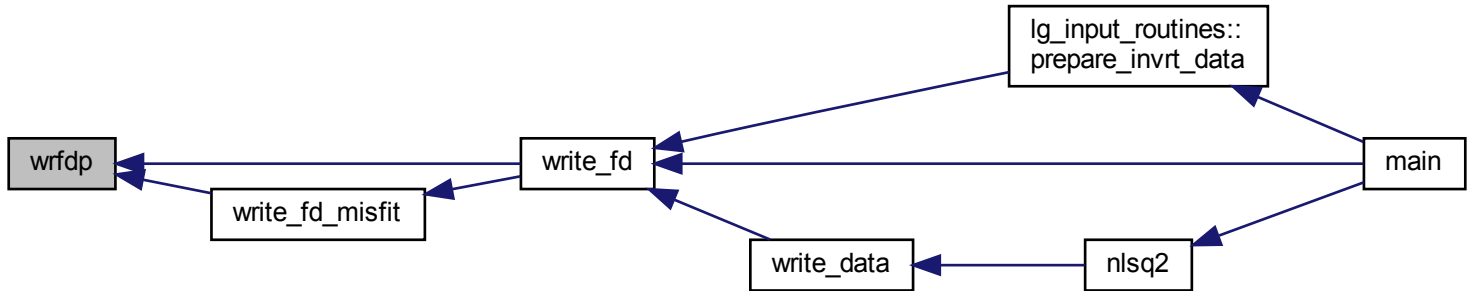 lg_input_routines::
prepare_invrt_data
wrfdp
write_fd
main
write_fd_misfit
write_data
nlsq2